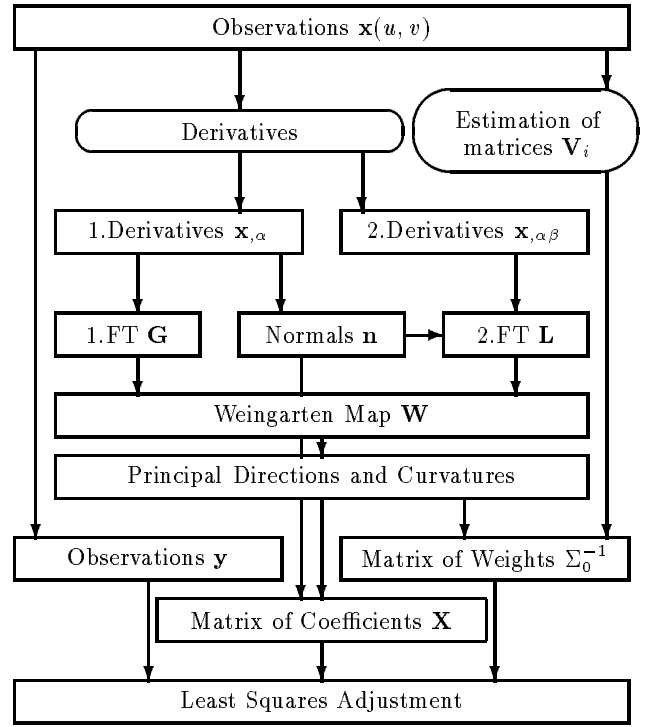 Observations x(u, v)
Derivatives
Estimation of
matrices V_i
1.Derivatives x_{,α}
2.Derivatives x_{,αβ}
1.FT G
Normals n
2.FT L
Weingarten Map W
Principal Directions and Curvatures
Observations y
Matrix of Weights Σ_0^{-1}
Matrix of Coefficients X
Least Squares Adjustment